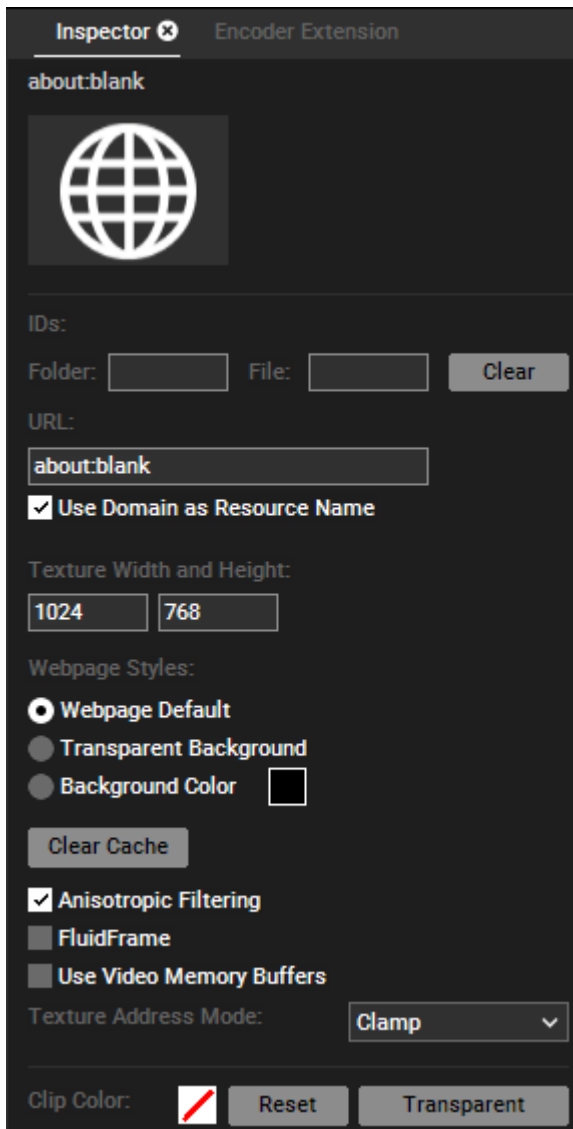 Inspector Encoder Extension
about:blank
IDs:
Folder: File: Clear
URL:
about:blank
Use Domain as Resource Name
Texture Width and Height:
1024 768
Webpage Styles:
Webpage Default
Transparent Background
Background Color
Clear Cache
Anisotropic Filtering
FluidFrame
Use Video Memory Buffers
Texture Address Mode: Clamp
Clip Color: Reset Transparent